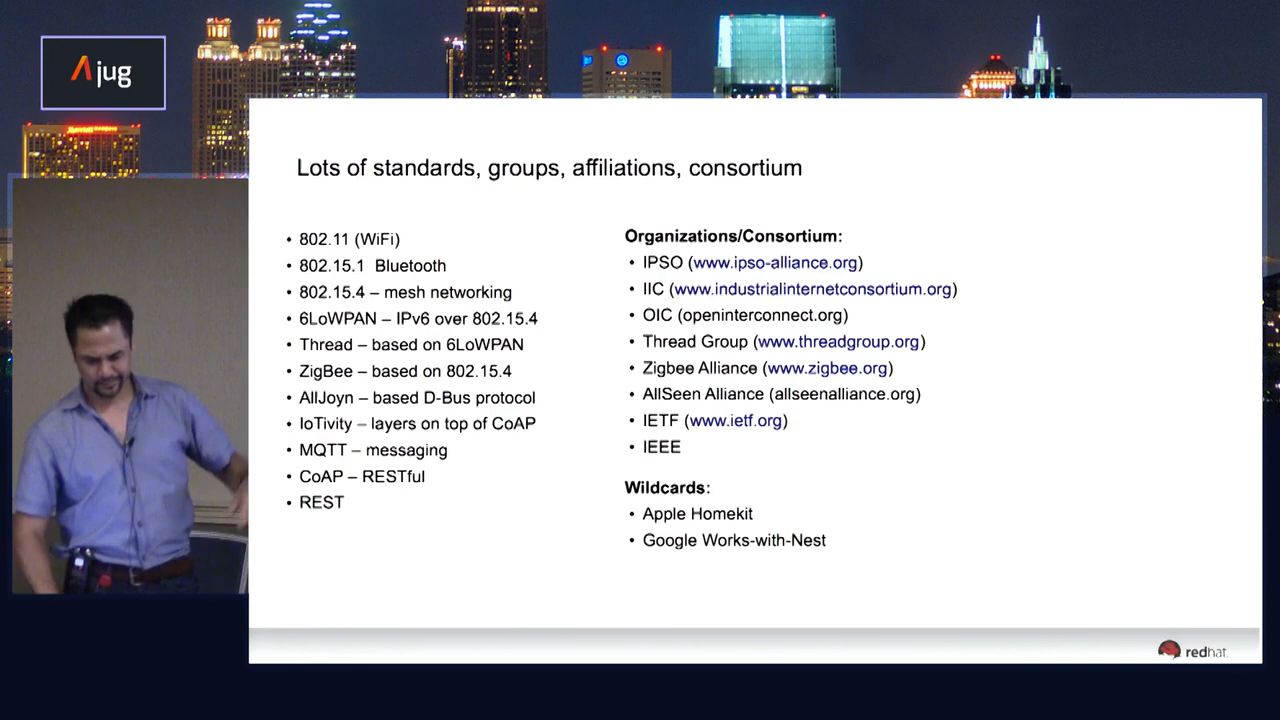 Ajug
Lots of standards, groups, affiliations, consortium
• 802.11 (WiFi)
• 802.15.1 Bluetooth
• 802.15.4 – mesh networking
• 6LoWPAN – IPv6 over 802.15.4
• Thread – based on 6LoWPAN
• ZigBee – based on 802.15.4
• AllJoyn – based D-Bus protocol
• IoTivity – layers on top of CoAP
• MQTT – messaging
• CoAP – RESTful
• REST
Organizations/Consortium:
• IPSO (www.ipso-alliance.org)
• IIC (www.industrialinternetconsortium.org)
• OIC (openinterconnect.org)
• Thread Group (www.threadgroup.org)
• Zigbee Alliance (www.zigbee.org)
• AllSeen Alliance (allseenalliance.org)
• IETF (www.ietf.org)
• IEEE
Wildcards:
• Apple Homekit
• Google Works-with-Nest
redhat.